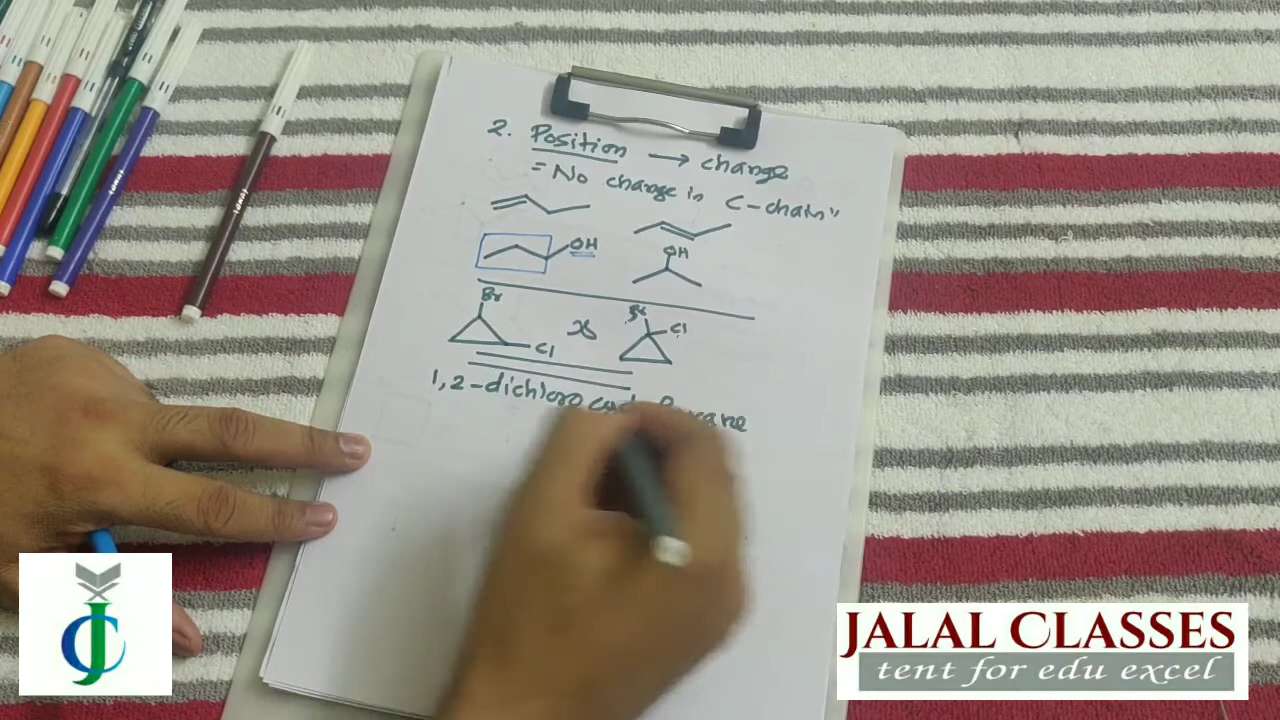 2. Position → change
= No change in C-chain"
OH
OH
Br
Cl
Br
Cl
1,2-dichloro
JALAL CLASSES
tent for edu excel